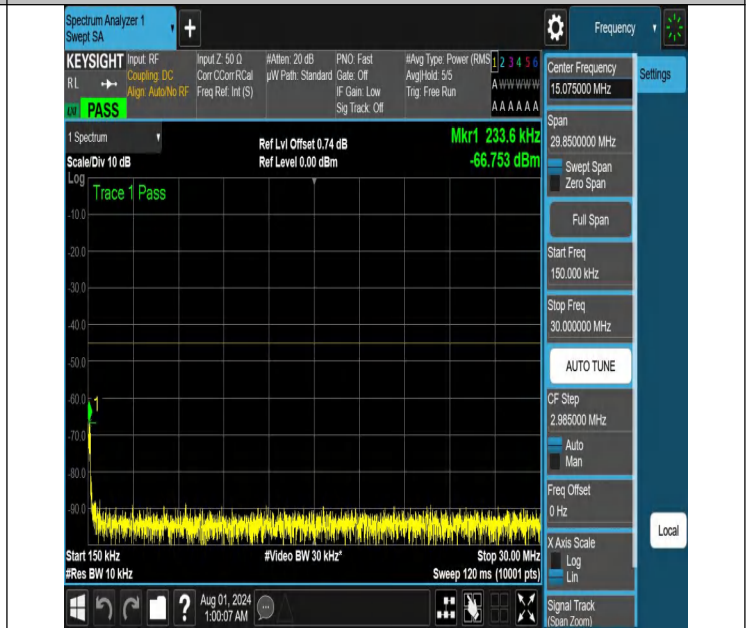 Spectrum Analyzer 1
Swept SA
+
Frequency
KEYSIGHT
RL
PASS
Input: RF
Coupling: DC
Align: Auto/No RF
Input Z: 50 Ω
Corr CCorr RCal
Freq Ref: Int (S)
#Atten: 20 dB
µW Path: Standard
PNO: Fast
Gate: Off
IF Gain: Low
Sig Track: Off
#Avg Type: Power (RMS
Avg|Hold: 5/5
Trig: Free Run
1 2 3 4 5 6
A W W W W W
A A A A A A
1 Spectrum
Scale/Div 10 dB
Ref Lvl Offset 0.74 dB
Ref Level 0.00 dBm
Mkr1 233.6 kHz
-66.753 dBm
Log
Trace 1 Pass
-10.0
-20.0
-30.0
-40.0
-50.0
-60.0
1
-70.0
-80.0
-90.0
Start 150 kHz
#Res BW 10 kHz
#Video BW 30 kHz*
Stop 30.00 MHz
Sweep 120 ms (10001 pts)
Center Frequency
15.075000 MHz
Settings
Span
29.8500000 MHz
Swept Span
Zero Span
Full Span
Start Freq
150.000 kHz
Stop Freq
30.000000 MHz
AUTO TUNE
CF Step
2.985000 MHz
Auto
Man
Freq Offset
0 Hz
X Axis Scale
Log
Lin
Local
Signal Track
(Span Zoom)
?
Aug 01, 2024
1:00:07 AM